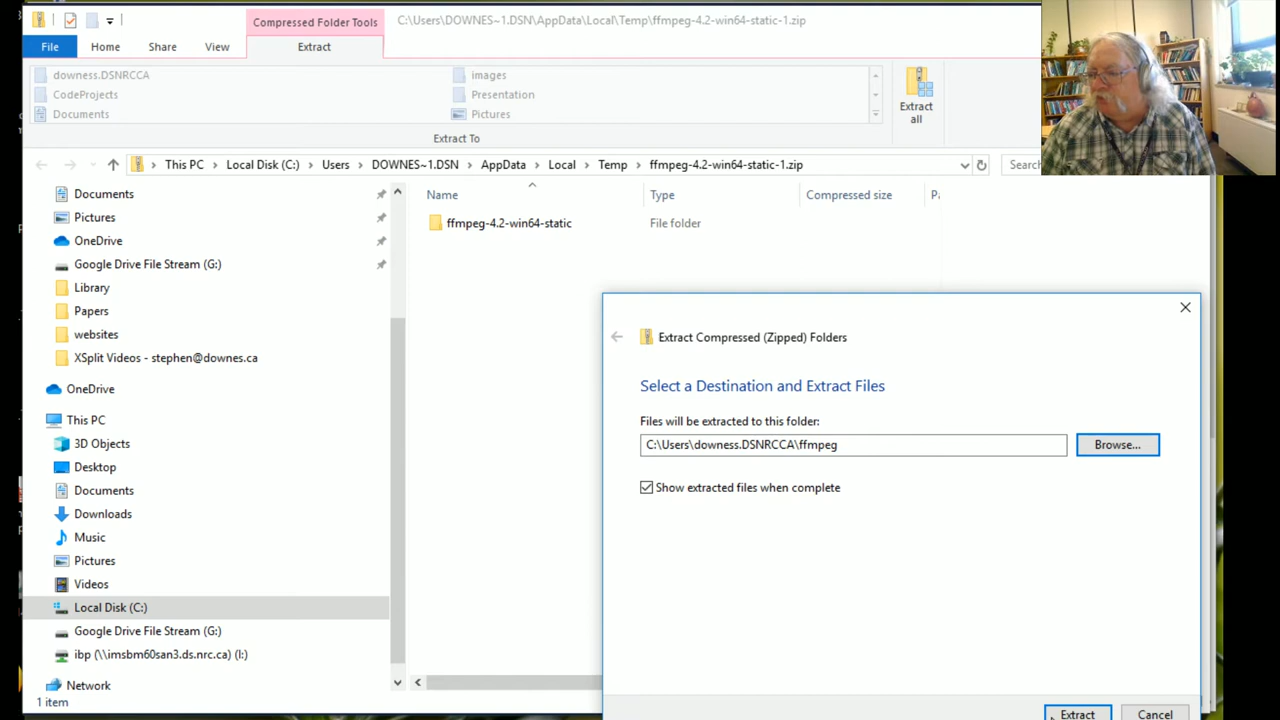 Compressed Folder Tools
C:\Users\DOWNES~1.DSN\AppData\Local\Temp\ffmpeg-4.2-win64-static-1.zip
File
Home
Share
View
Extract
downess.DSNRCCA
images
CodeProjects
Presentation
Documents
Pictures
Extract
all
Extract To
This PC
Local Disk (C:)
Users
DOWNES~1.DSN
AppData
Local
Temp
ffmpeg-4.2-win64-static-1.zip
Search
Name
Type
Compressed size
ffmpeg-4.2-win64-static
File folder
Documents
Pictures
OneDrive
Google Drive File Stream (G:)
Library
Papers
websites
XSplit Videos - stephen@downes.ca
OneDrive
This PC
3D Objects
Desktop
Documents
Downloads
Music
Pictures
Videos
Local Disk (C:)
Google Drive File Stream (G:)
ibp (\\imsbm60san3.ds.nrc.ca) (I:)
Network
1 item
Extract Compressed (Zipped) Folders
Select a Destination and Extract Files
Files will be extracted to this folder:
C:\Users\downess.DSNRCCA\ffmpeg
Browse...
Show extracted files when complete
Extract
Cancel